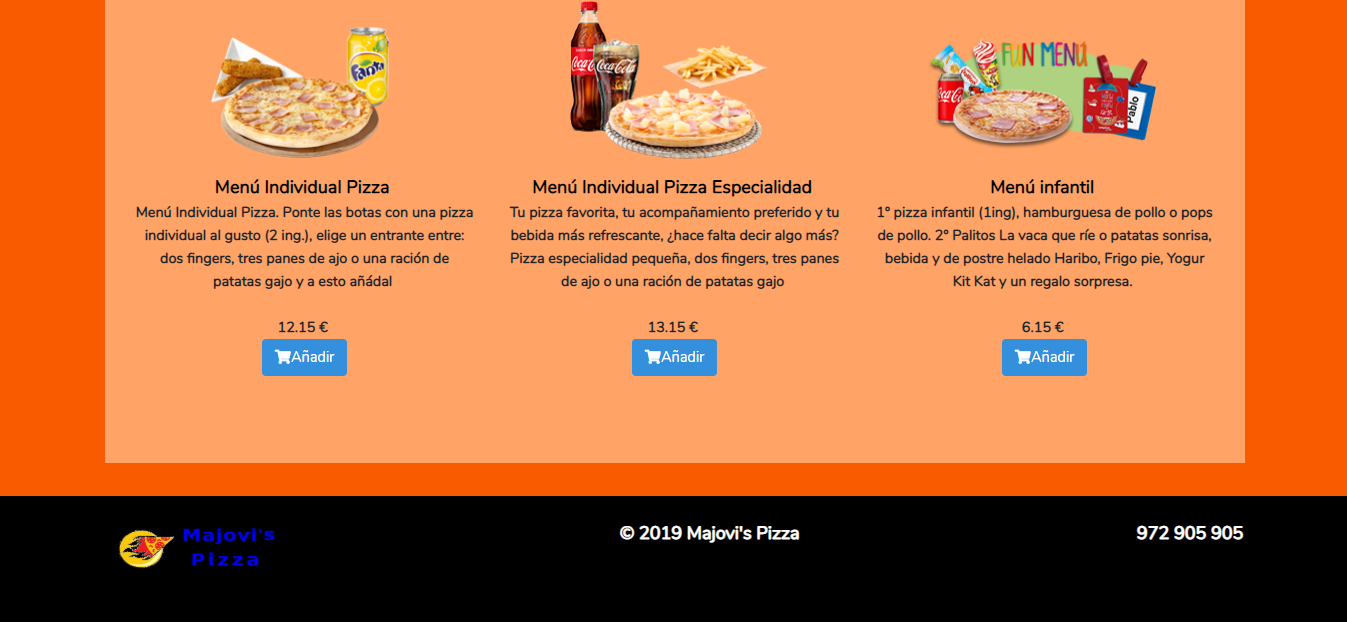 Fanta
Coca-Cola
Coca-Cola
FUN MENÚ
Pablo
Menú Individual Pizza
Menú Individual Pizza. Ponte las botas con una pizza
individual al gusto (2 ing.), elige un entrante entre:
dos fingers, tres panes de ajo o una ración de
patatas gajo y a esto añádal
12.15 €
Añadir
Menú Individual Pizza Especialidad
Tu pizza favorita, tu acompañamiento preferido y tu
bebida más refrescante, ¿hace falta decir algo más?
Pizza especialidad pequeña, dos fingers, tres panes
de ajo o una ración de patatas gajo
13.15 €
Añadir
Menú infantil
1º pizza infantil (1ing), hamburguesa de pollo o pops
de pollo. 2º Palitos La vaca que ríe o patatas sonrisa,
bebida y de postre helado Haribo, Frigo pie, Yogur
Kit Kat y un regalo sorpresa.
6.15 €
Añadir
Majovi's
Pizza
© 2019 Majovi's Pizza
972 905 905